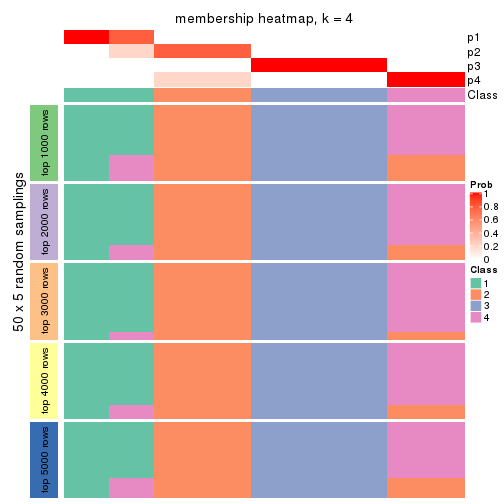 membership heatmap, k = 4
p1
p2
p3
p4
Class
50 x 5 random samplings
top 1000 rows
top 2000 rows
top 3000 rows
top 4000 rows
top 5000 rows
Prob
1
0.8
0.6
0.4
0.2
0
Class
1
2
3
4